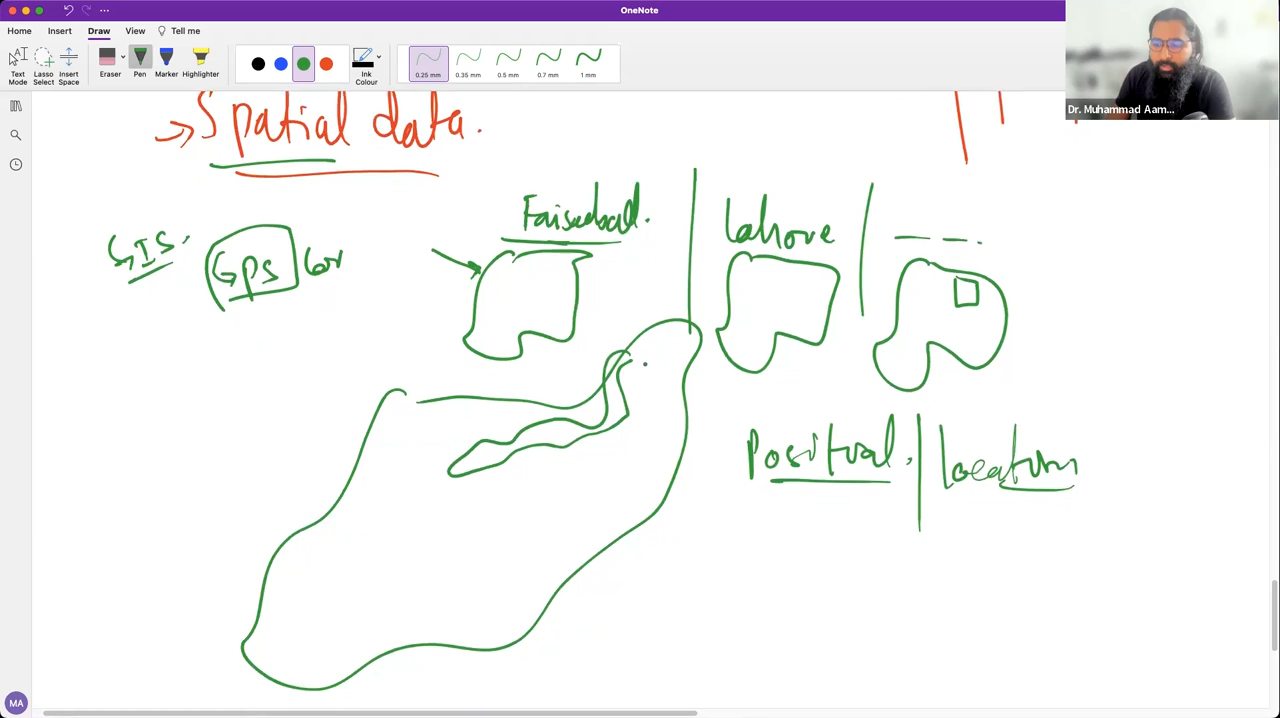 OneNote
Home Insert Draw View Tell me
Text Mode
Lasso Select
Insert Space
Eraser
Pen
Marker
Highlighter
Ink Colour
0.25 mm
0.35 mm
0.5 mm
0.7 mm
1 mm
Dr. Muhammad Aam...
→ Spatial data.
GIS. Gps
Lahore
Location
MA